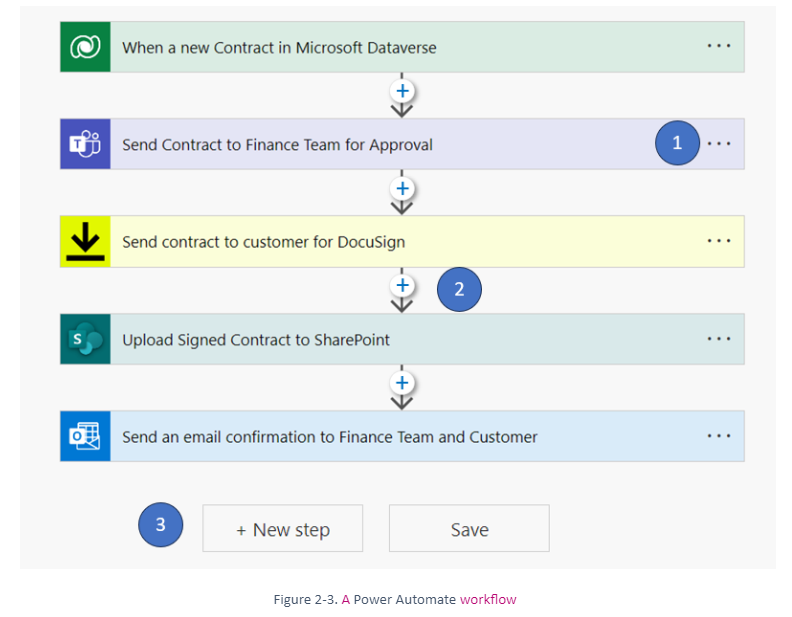 When a new Contract in Microsoft Dataverse
Send Contract to Finance Team for Approval
1
Send contract to customer for DocuSign
2
Upload Signed Contract to SharePoint
Send an email confirmation to Finance Team and Customer
3
+ New step
Save
Figure 2-3. A Power Automate workflow